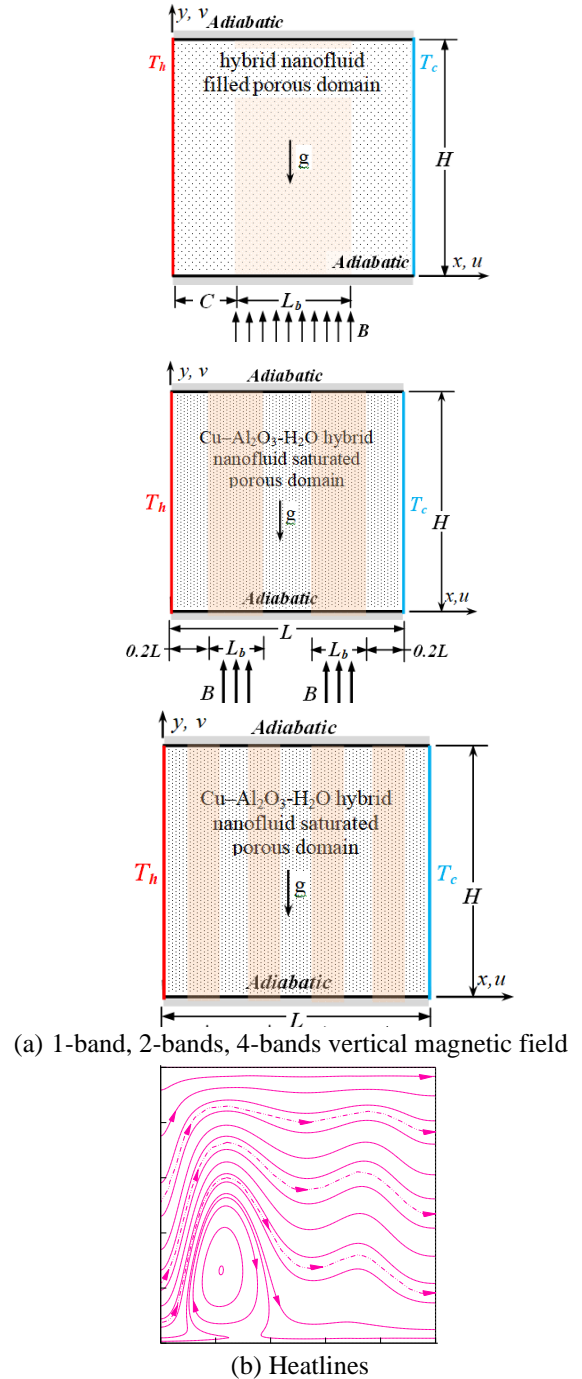 y, v
Adiabatic
T_h
hybrid nanofluid
filled porous domain
T_c
g
H
Adiabatic
x, u
C
L_b
B
y, v
Adiabatic
Cu–Al₂O₃-H₂O hybrid
nanofluid saturated
porous domain
T_h
g
T_c
H
Adiabatic
x,u
L
0.2L
L_b
L_b
0.2L
B
B
y, v
Adiabatic
Cu–Al₂O₃-H₂O hybrid
nanofluid saturated
porous domain
T_h
g
T_c
H
Adiabatic
x,u
L
(a) 1-band, 2-bands, 4-bands vertical magnetic field
(b) Heatlines